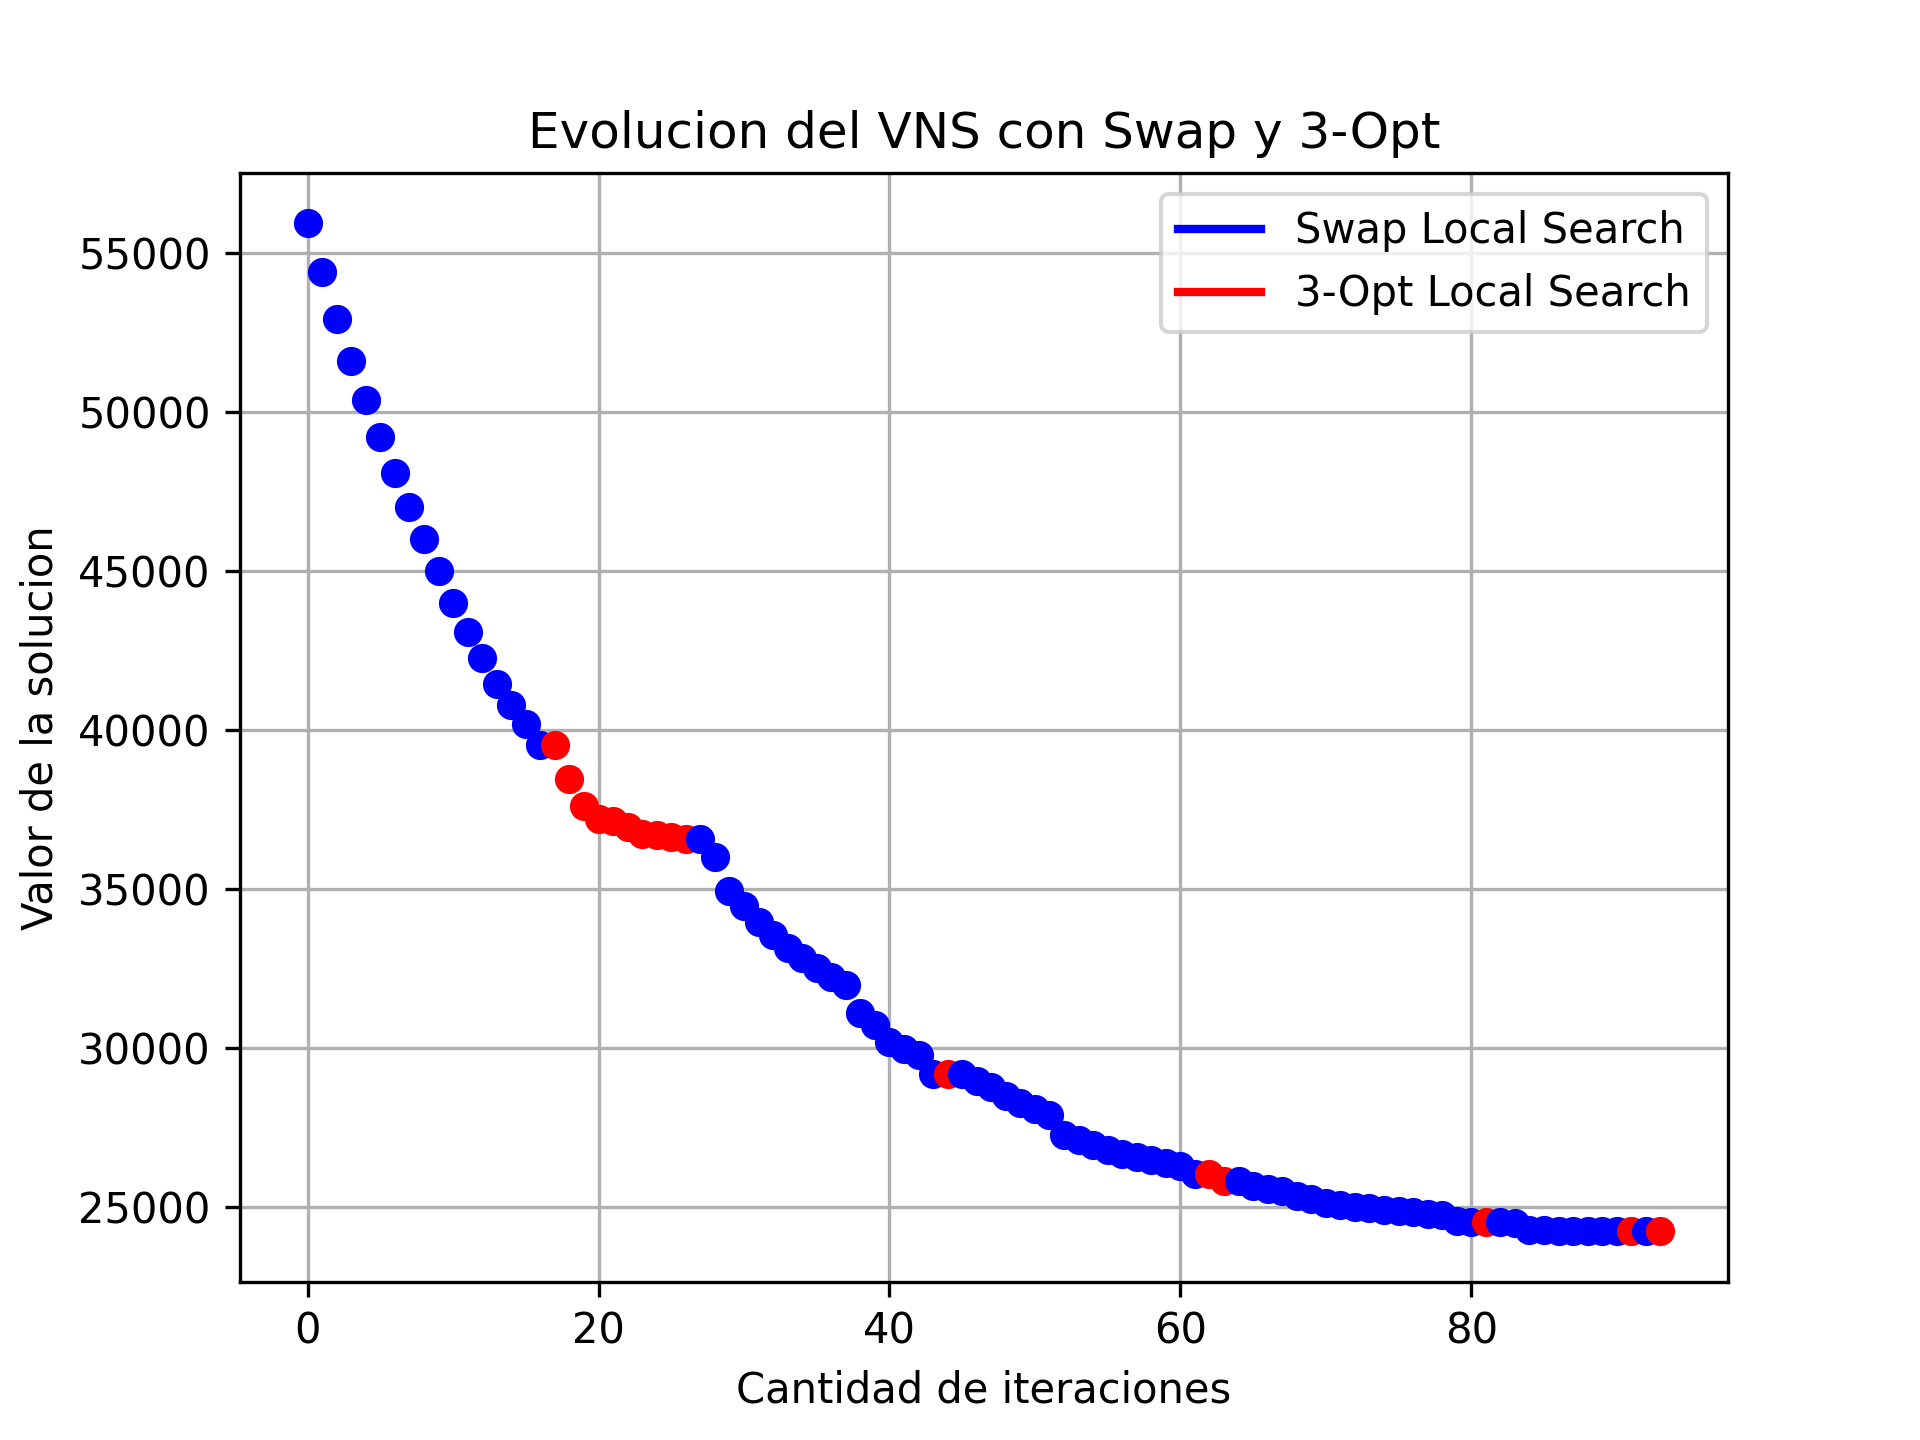 Evolucion del VNS con Swap y 3-Opt
Swap Local Search
3-Opt Local Search
Valor de la solucion
55000
50000
45000
40000
35000
30000
25000
0 20 40 60 80
Cantidad de iteraciones